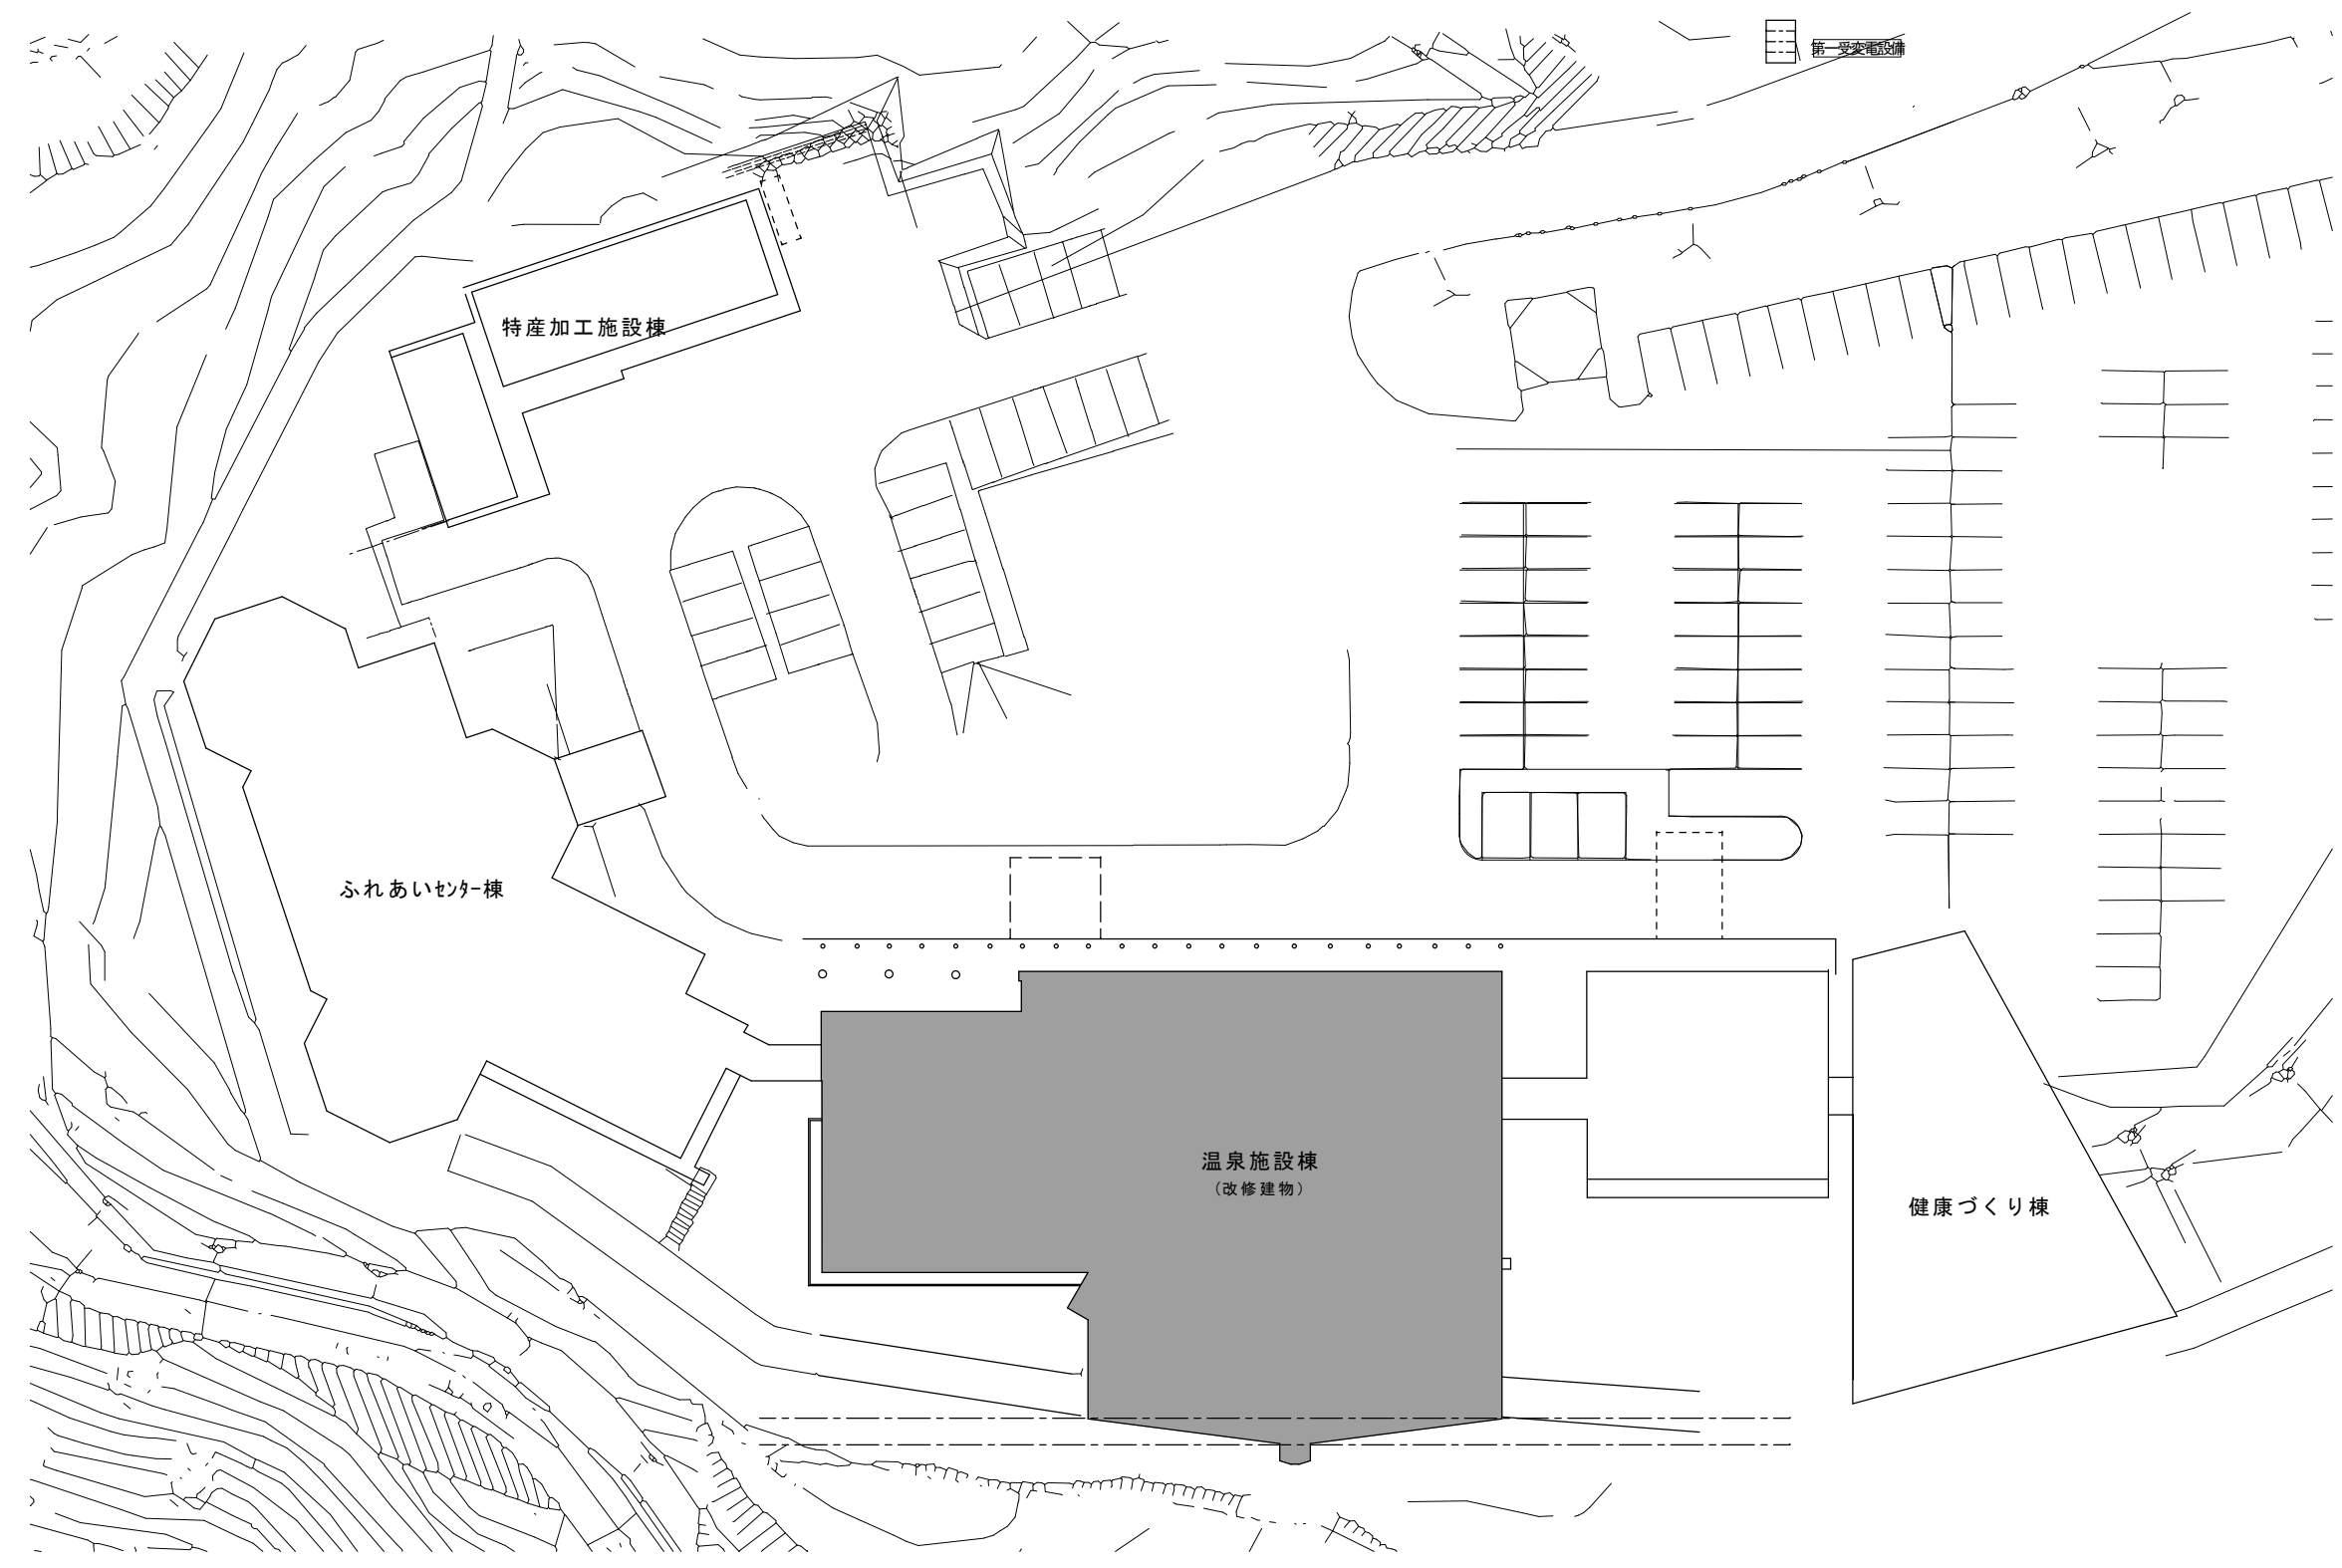 第一受変電設備
特産加工施設棟
ふれあいｾﾝﾀｰ棟
温泉施設棟
（改修建物）
健康づくり棟